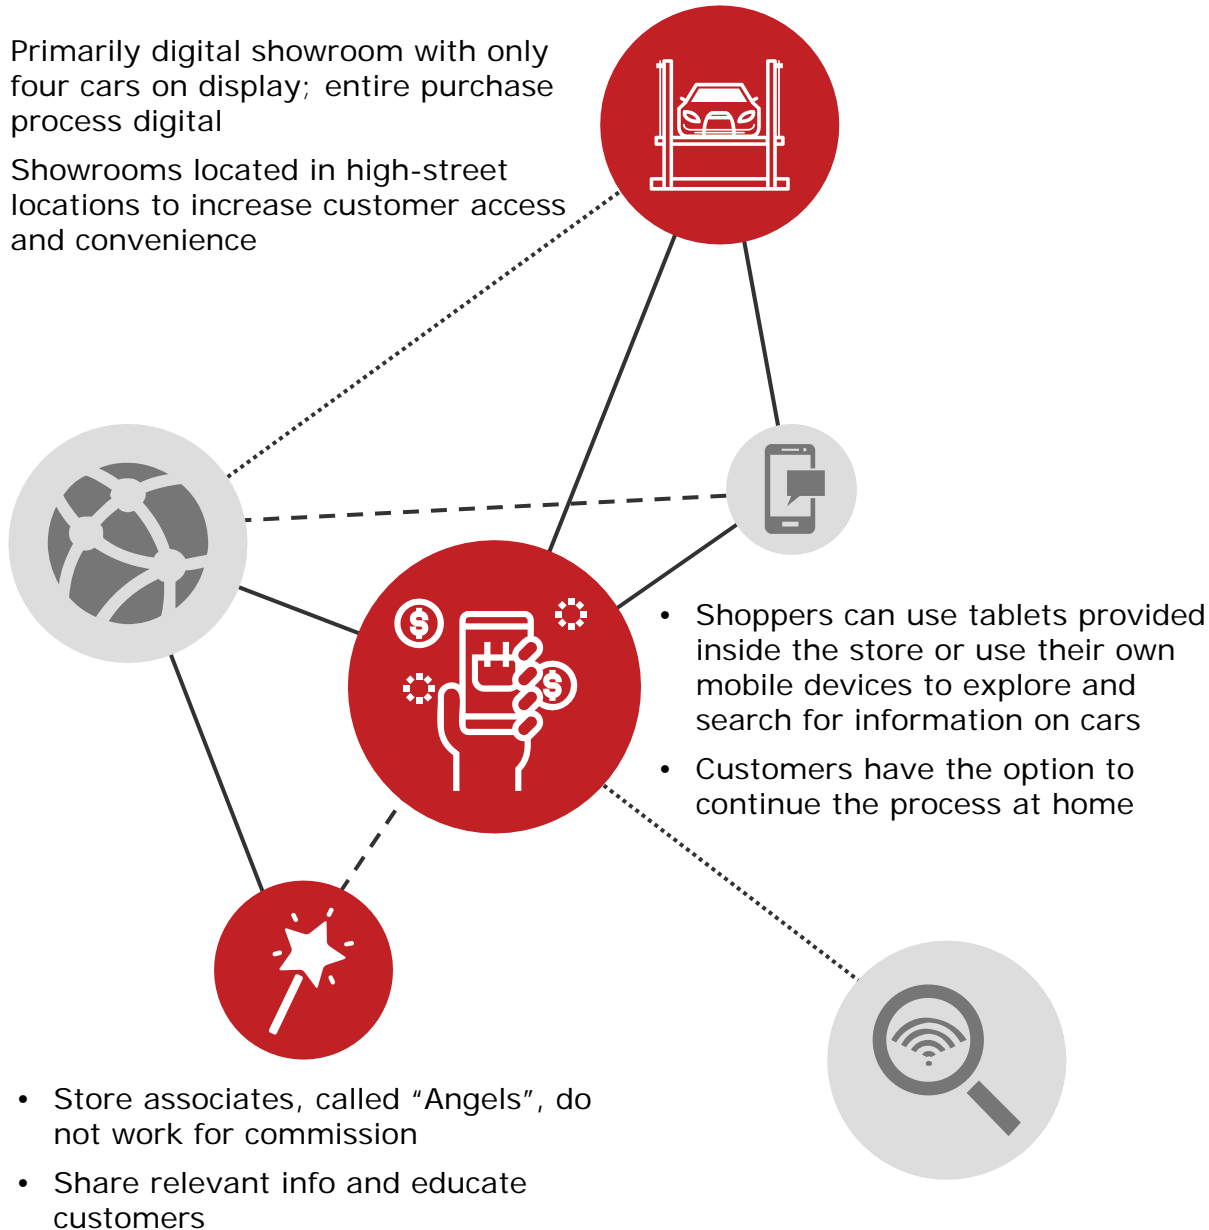 Primarily digital showroom with only
four cars on display; entire purchase
process digital
Showrooms located in high-street
locations to increase customer access
and convenience
$
$
• Shoppers can use tablets provided
inside the store or use their own
mobile devices to explore and
search for information on cars
• Customers have the option to
continue the process at home
• Store associates, called “Angels”, do
not work for commission
• Share relevant info and educate
customers